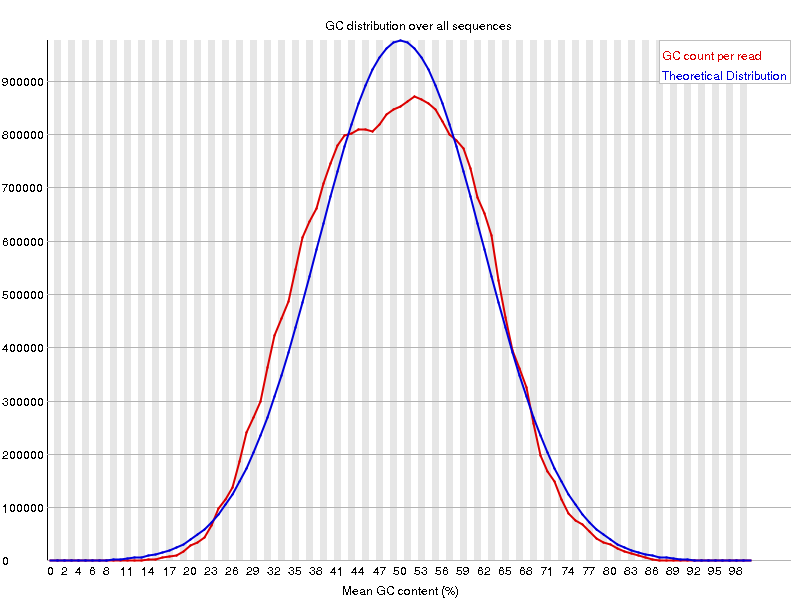 GC distribution over all sequences
GC count per read
Theoretical Distribution
900000
800000
700000
600000
500000
400000
300000
200000
100000
0
0 2 4 6 8 11 14 17 20 23 26 29 32 35 38 41 44 47 50 53 56 59 62 65 68 71 74 77 80 83 86 89 92 95 98
Mean GC content (%)